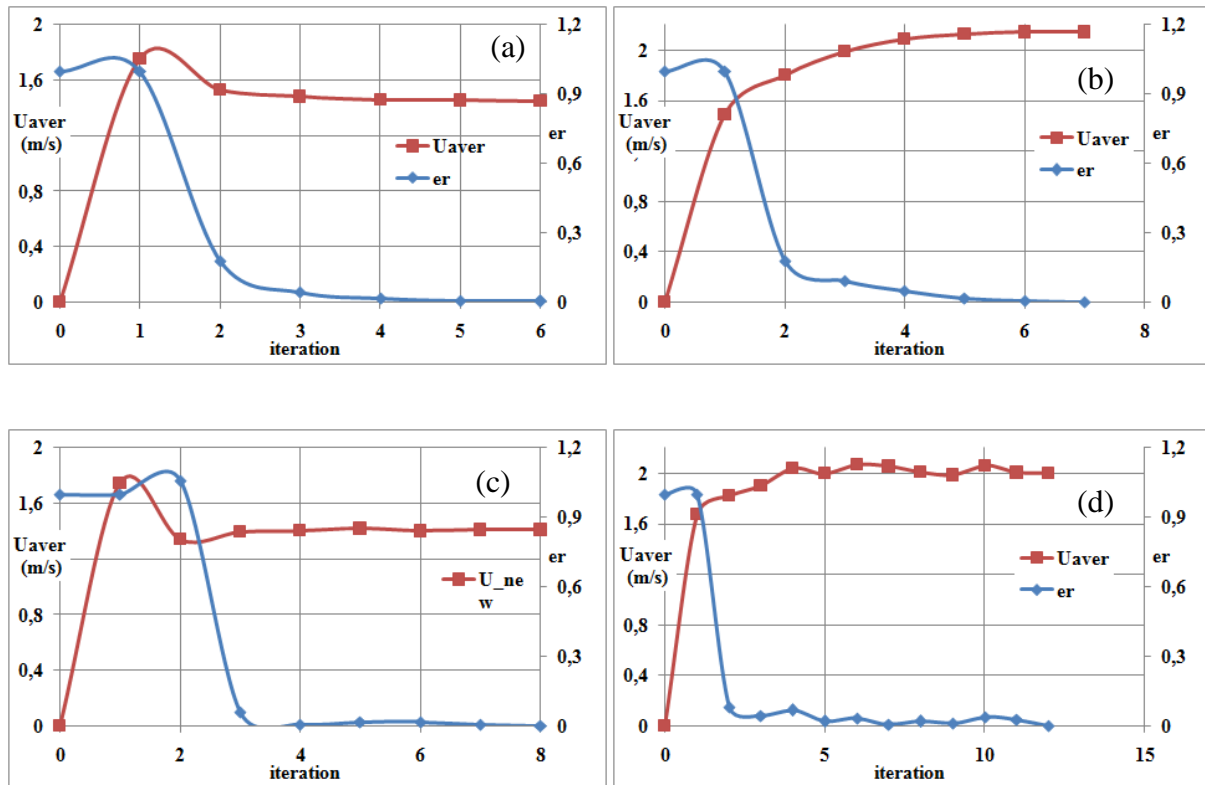 (a)
2
1,6
Uaver
(m/s)
0,8
0,4
0
1,2
0,9
er
0,6
0,3
0
Uaver
er
0 1 2 3 4 5 6
iteration
(b)
2
1,6
Uaver
(m/s)
0,8
0,4
0
1,2
0,9
er
0,6
0,3
0
Uaver
er
0 2 4 6 8
iteration
(c)
2
1,6
Uaver
(m/s)
0,8
0,4
0
1,2
0,9
er
0,6
0,3
0
U_ne
w
0 2 4 6 8
iteration
(d)
2
1,6
Uaver
(m/s)
0,8
0,4
0
1,2
0,9
er
0,6
0,3
0
Uaver
er
0 5 10 15
iteration